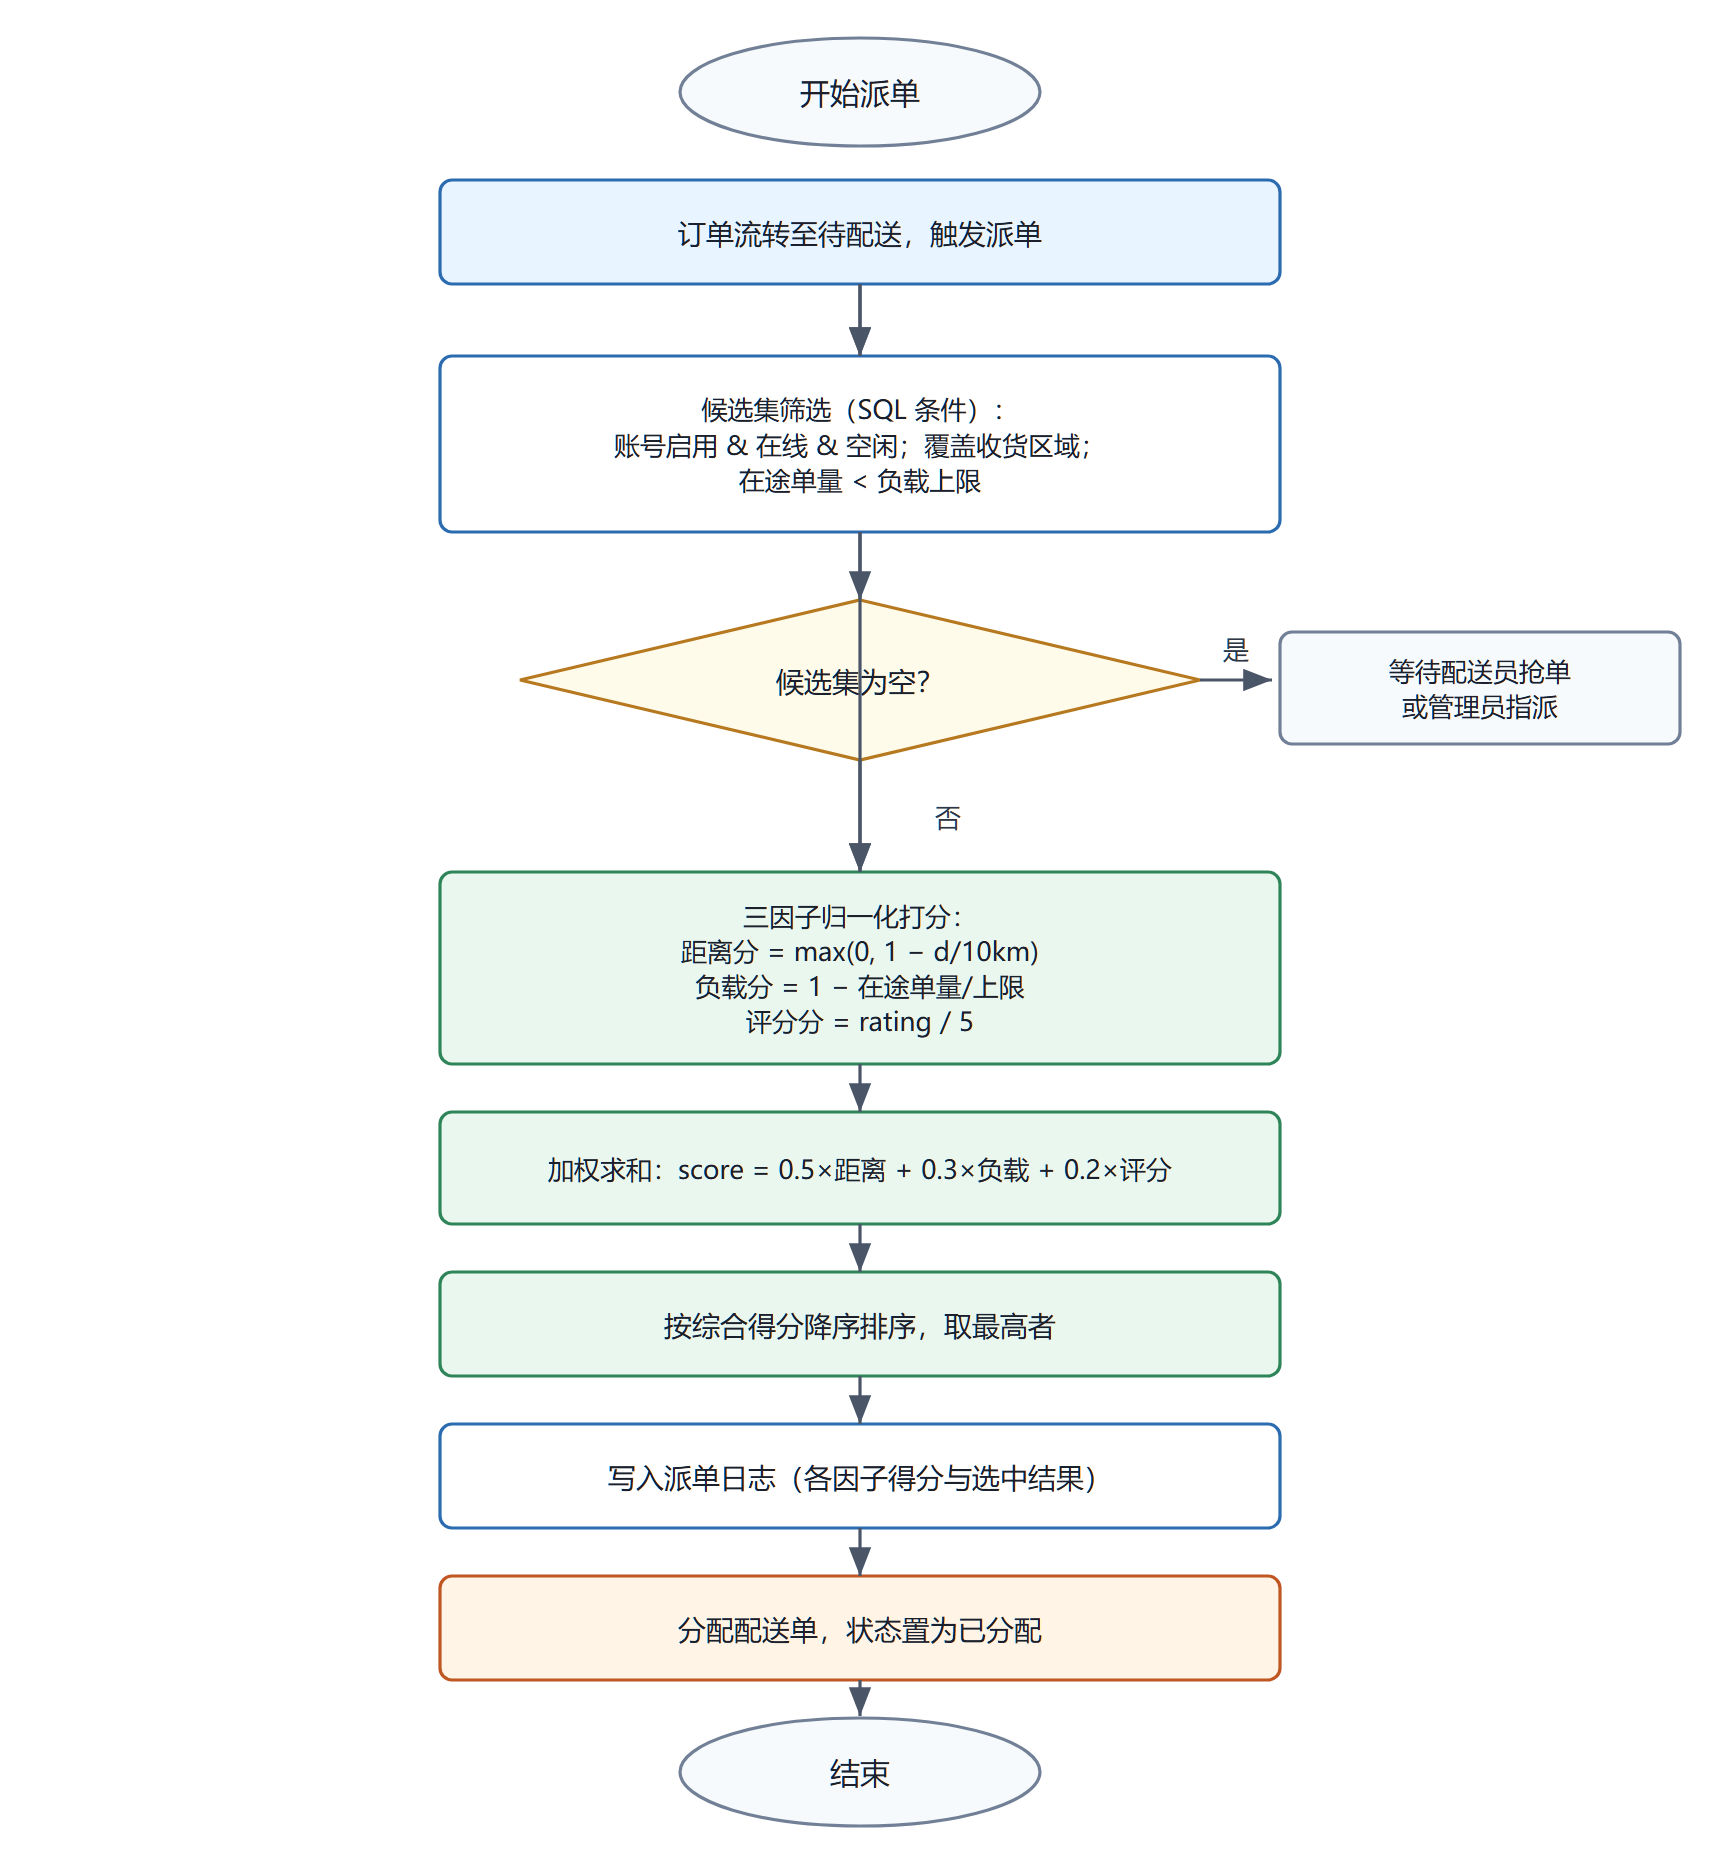 开始派单
订单流转至待配送，触发派单
候选集筛选（SQL 条件）：
账号启用 & 在线 & 空闲；覆盖收货区域；
在途单量 < 负载上限
候选集为空？
是
等待配送员抢单
或管理员指派
否
三因子归一化打分：
距离分 = max(0, 1 − d/10km)
负载分 = 1 − 在途单量/上限
评分分 = rating / 5
加权求和：score = 0.5×距离 + 0.3×负载 + 0.2×评分
按综合得分降序排序，取最高者
写入派单日志（各因子得分与选中结果）
分配配送单，状态置为已分配
结束